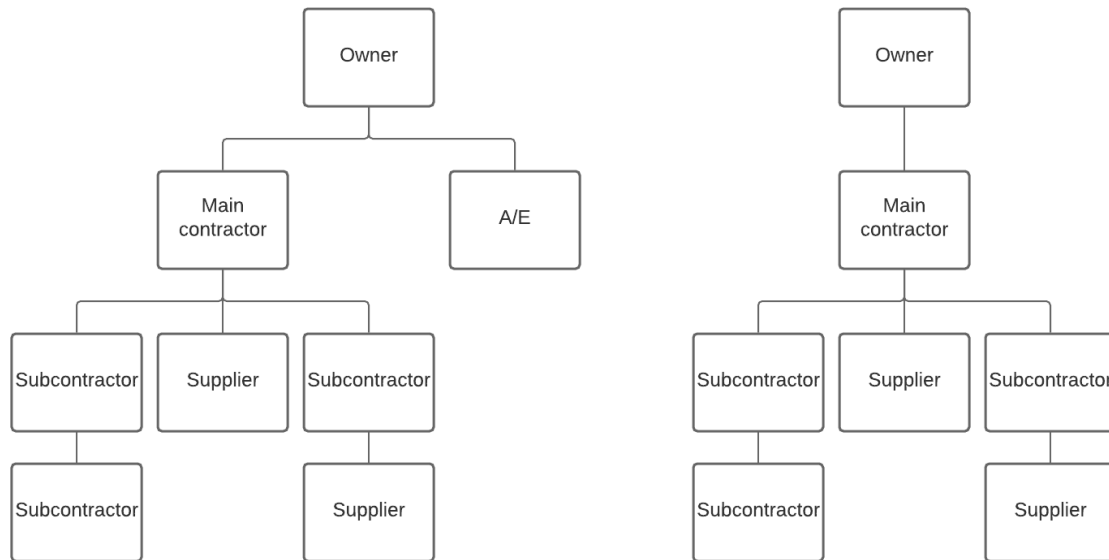 Owner
Owner
Main
contractor
A/E
Main
contractor
Subcontractor
Supplier
Subcontractor
Subcontractor
Supplier
Subcontractor
Subcontractor
Supplier
Subcontractor
Supplier